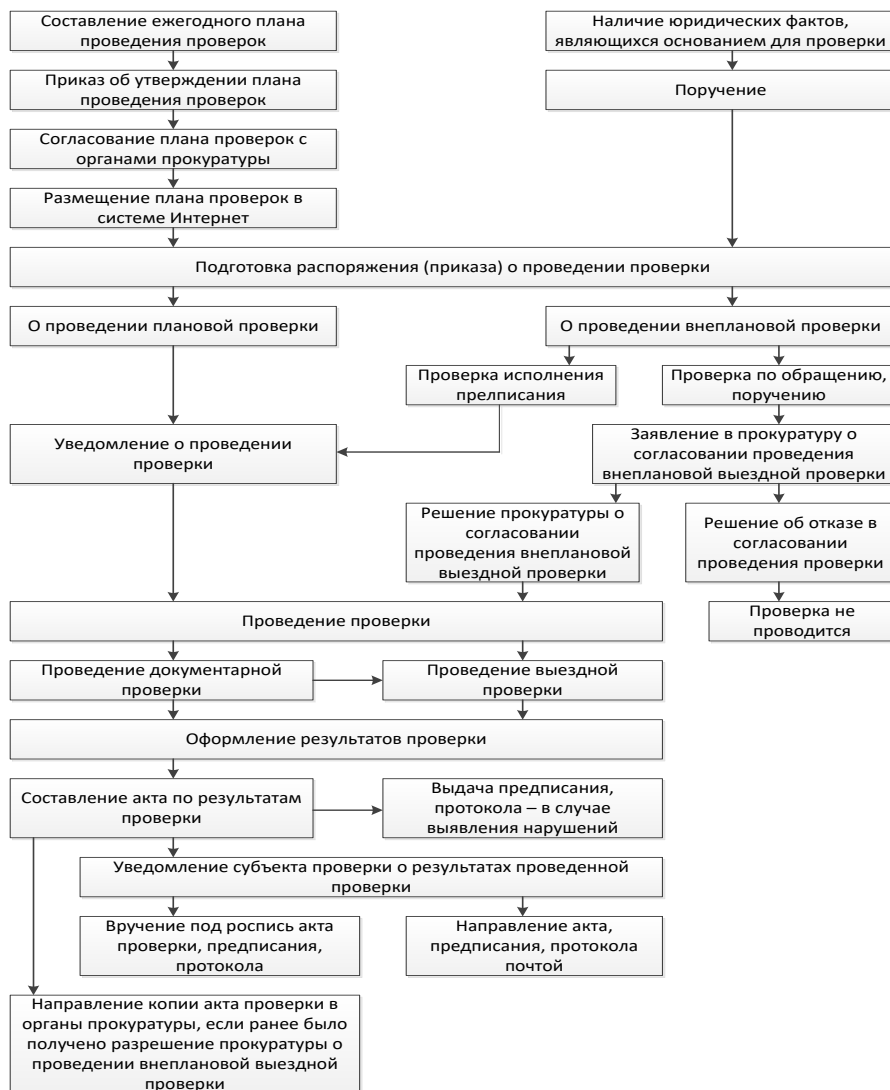 Составление ежегодного плана
проведения проверок
Наличие юридических фактов,
являющихся основанием для проверки
Приказ об утверждении плана
проведения проверок
Поручение
Согласование плана проверок с
органами прокуратуры
Размещение плана проверок в
системе Интернет
Подготовка распоряжения (приказа) о проведении проверки
О проведении плановой проверки
О проведении внеплановой проверки
Проверка исполнения
прелписания
Проверка по обращению,
поручению
Уведомление о проведении
проверки
Заявление в прокуратуру о
согласовании проведения
внеплановой выездной проверки
Решение прокуратуры о
согласовании
проведения внеплановой
выездной проверки
Решение об отказе в
согласовании
проведения проверки
Проведение проверки
Проверка не
проводится
Проведение документарной
проверки
Проведение выездной
проверки
Оформление результатов проверки
Составление акта по результатам
проверки
Выдача предписания,
протокола – в случае
выявления нарушений
Уведомление субъекта проверки о результатах проведенной
проверки
Вручение под роспись акта
проверки, предписания,
протокола
Направление акта,
предписания, протокола
почтой
Направление копии акта проверки в
органы прокуратуры, если ранее было
получено разрешение прокуратуры о
проведении внеплановой выездной
проверки